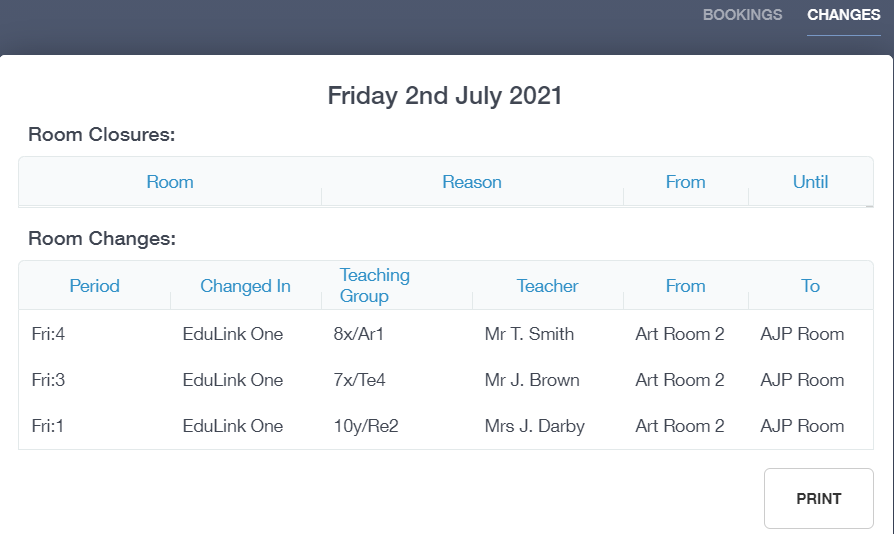 BOOKINGS CHANGES
Friday 2nd July 2021
Room Closures:
Room Reason From Until
Room Changes:
Period Changed In Teaching Group Teacher From To
Fri:4 EduLink One 8x/Ar1 Mr T. Smith Art Room 2 AJP Room
Fri:3 EduLink One 7x/Te4 Mr J. Brown Art Room 2 AJP Room
Fri:1 EduLink One 10y/Re2 Mrs J. Darby Art Room 2 AJP Room
PRINT